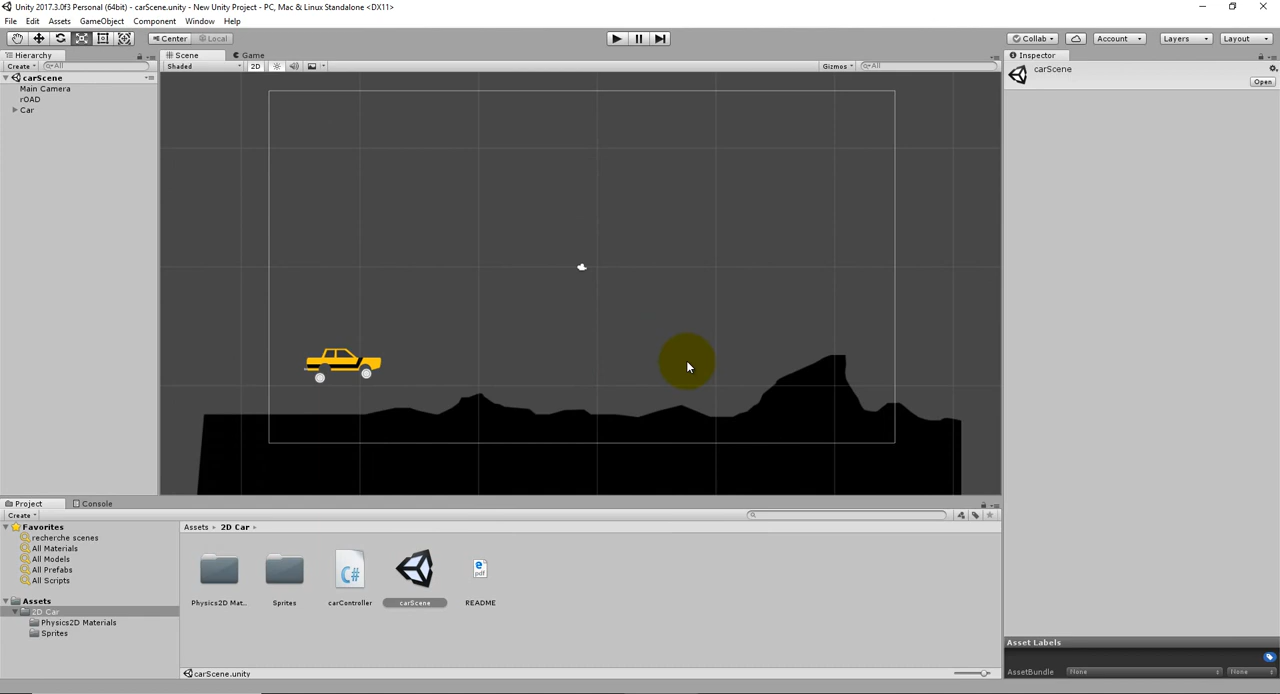 Unity 2017.3.0f3 Personal (64bit) - carScene.unity - New Unity Project - PC, Mac & Linux Standalone <DX11>
File Edit Assets GameObject Component Window Help
Center Local Collab Account Layers Layout
Hierarchy Scene Game Inspector
Create All Shaded 2D Gizmos All
carScene carScene
Open
Main Camera
rOAD
Car
Project Console
Create
Favorites Assets 2D Car
recherche scenes
All Materials
All Models
All Prefabs
All Scripts
C# pdf
Assets Physics2D Mat.. Sprites carController carScene README
2D Car
Physics2D Materials
Sprites
Asset Labels
carScene.unity AssetBundle None None